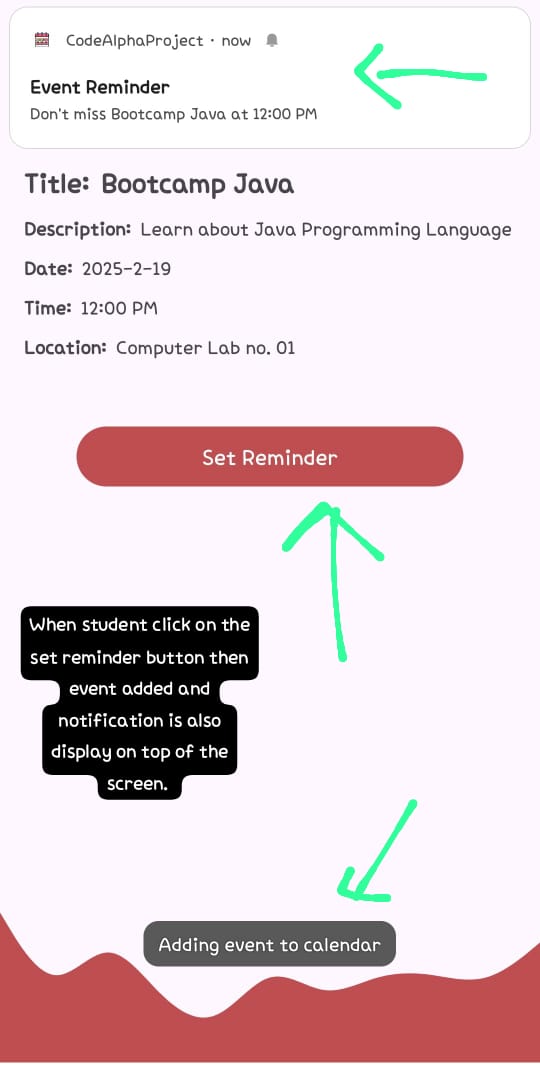 CodeAlphaProject · now
Event Reminder
Don't miss Bootcamp Java at 12:00 PM
Title: Bootcamp Java
Description: Learn about Java Programming Language
Date: 2025-2-19
Time: 12:00 PM
Location: Computer Lab no. 01
Set Reminder
When student click on the
set reminder button then
event added and
notification is also
display on top of the
screen.
Adding event to calendar